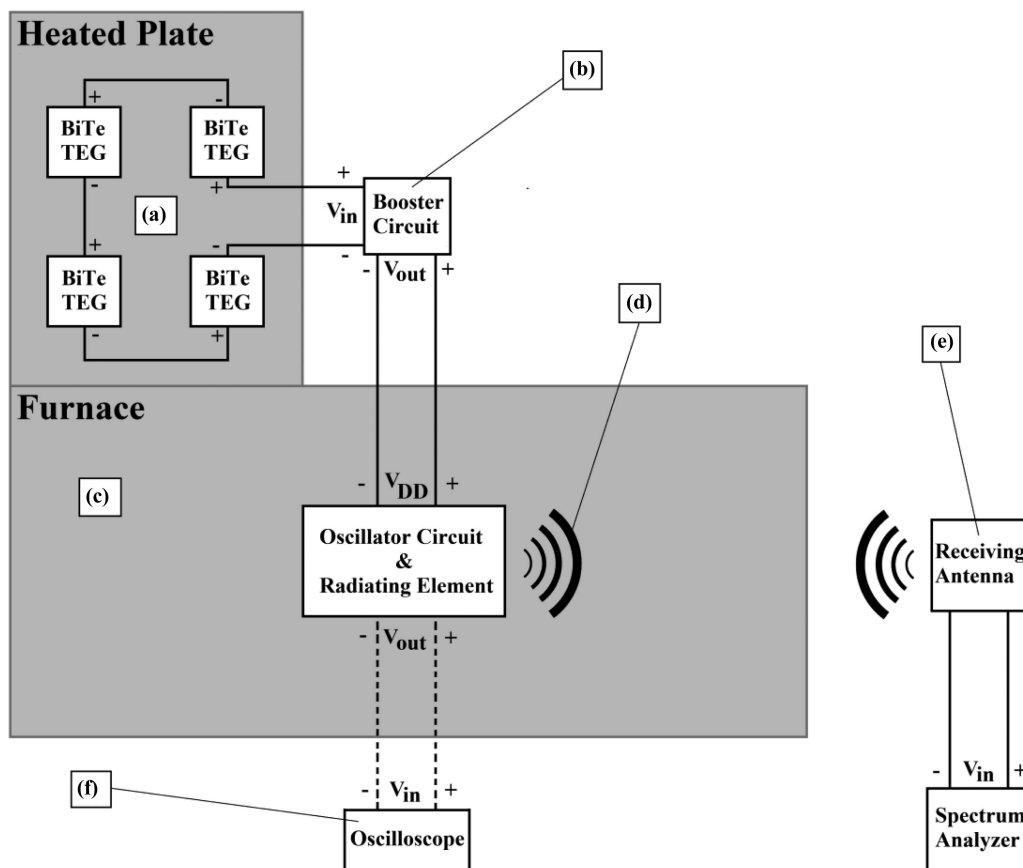 Heated Plate
(b)
+
-
BiTe
TEG
BiTe
TEG
-
+
+
(a)
V in
Booster
Circuit
+
-
-
-
V out
+
BiTe
TEG
BiTe
TEG
-
+
(d)
(e)
Furnace
(c)
-
V DD
+
Oscillator Circuit
&
Radiating Element
Receiving
Antenna
-
V out
+
(f)
-
V in
+
-
V in
+
Oscilloscope
Spectrum
Analyzer